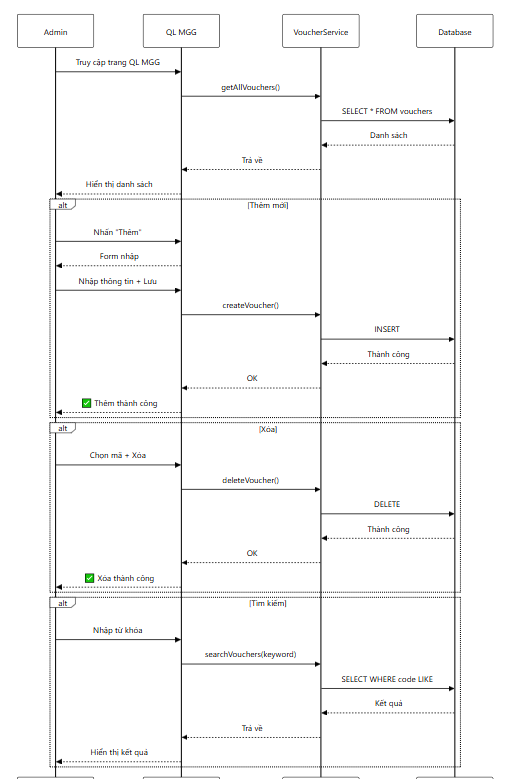 Admin
QL MGG
VoucherService
Database
Truy cập trang QL MGG
getAllVouchers()
SELECT * FROM vouchers
Danh sách
Trả về
Hiển thị danh sách
alt
[Thêm mới]
Nhấn "Thêm"
Form nhập
Nhập thông tin + Lưu
createVoucher()
INSERT
Thành công
OK
✅ Thêm thành công
alt
[Xóa]
Chọn mã + Xóa
deleteVoucher()
DELETE
Thành công
OK
✅ Xóa thành công
alt
[Tìm kiếm]
Nhập từ khóa
searchVouchers(keyword)
SELECT WHERE code LIKE
Kết quả
Trả về
Hiển thị kết quả